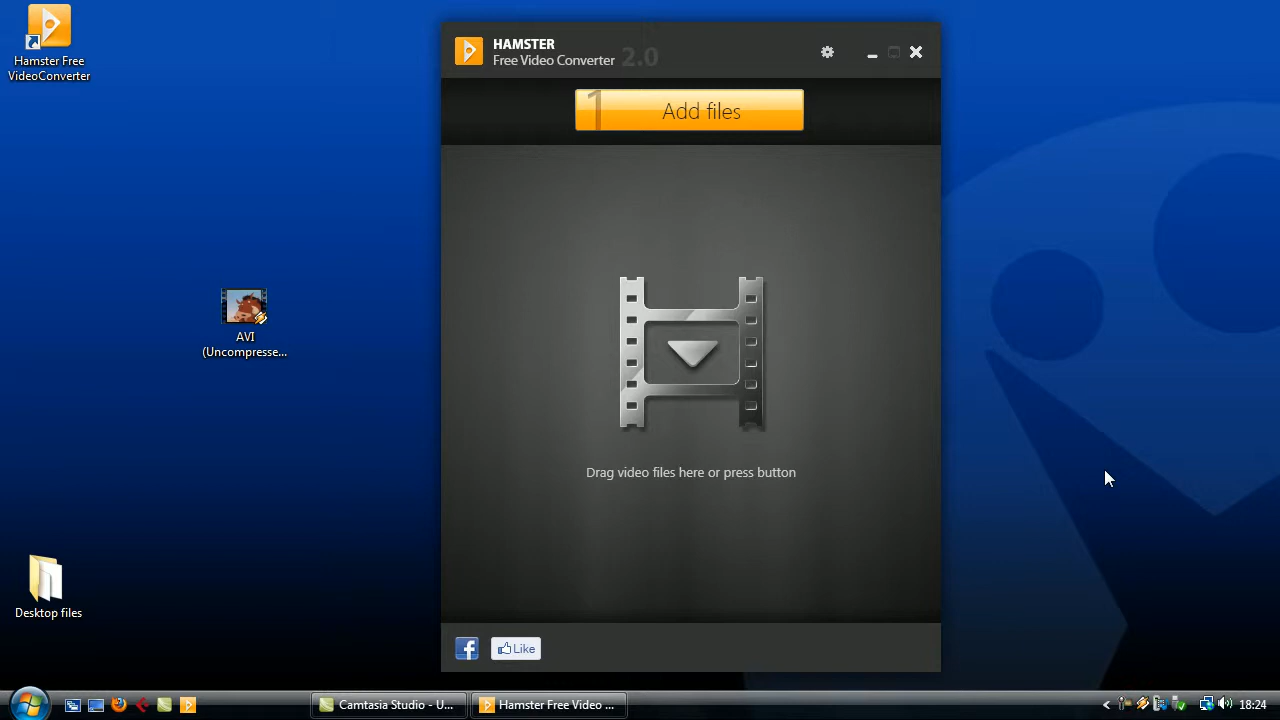 Hamster Free
VideoConverter
HAMSTER
Free Video Converter 2.0
1 Add files
AVI
(Uncompresse...
Drag video files here or press button
Desktop files
Like
Camtasia Studio - U...
Hamster Free Video ...
18:24